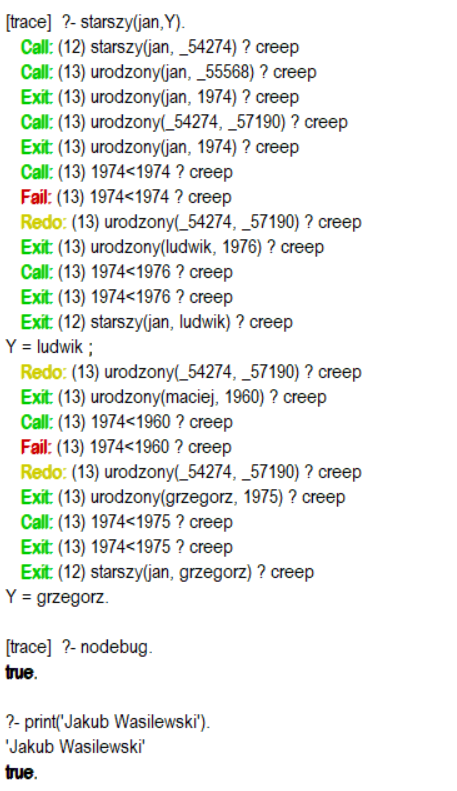 [trace]  ?- starszy(jan,Y).
Call: (12) starszy(jan, _54274) ? creep
Call: (13) urodzony(jan, _55568) ? creep
Exit: (13) urodzony(jan, 1974) ? creep
Call: (13) urodzony(_54274, _57190) ? creep
Exit: (13) urodzony(jan, 1974) ? creep
Call: (13) 1974<1974 ? creep
Fail: (13) 1974<1974 ? creep
Redo: (13) urodzony(_54274, _57190) ? creep
Exit: (13) urodzony(ludwik, 1976) ? creep
Call: (13) 1974<1976 ? creep
Exit: (13) 1974<1976 ? creep
Exit: (12) starszy(jan, ludwik) ? creep
Y = ludwik ;
Redo: (13) urodzony(_54274, _57190) ? creep
Exit: (13) urodzony(maciej, 1960) ? creep
Call: (13) 1974<1960 ? creep
Fail: (13) 1974<1960 ? creep
Redo: (13) urodzony(_54274, _57190) ? creep
Exit: (13) urodzony(grzegorz, 1975) ? creep
Call: (13) 1974<1975 ? creep
Exit: (13) 1974<1975 ? creep
Exit: (12) starszy(jan, grzegorz) ? creep
Y = grzegorz.
[trace]  ?- nodebug.
true.
?- print('Jakub Wasilewski').
'Jakub Wasilewski'
true.